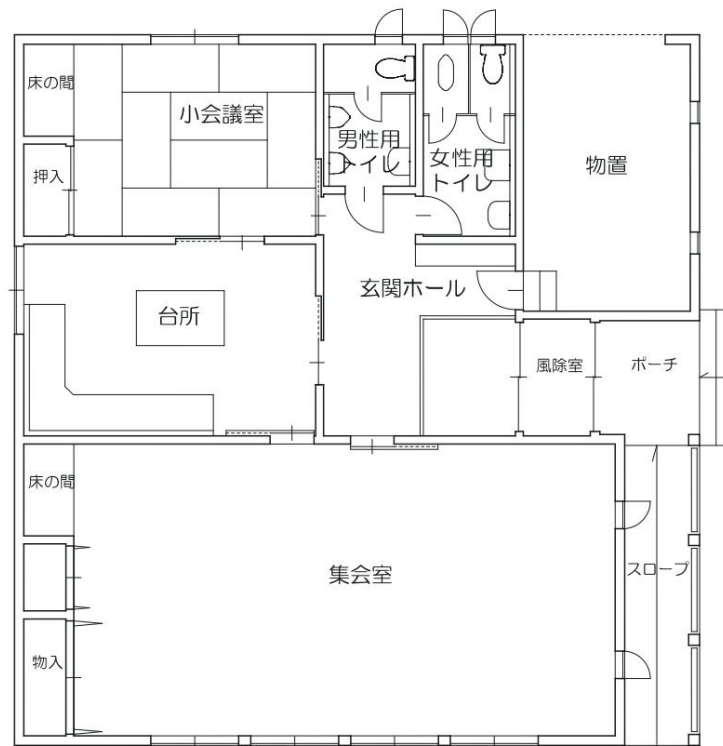 床の間
小会議室
押入
男性用
トイレ
女性用
トイレ
物置
玄関ホール
台所
風除室
ポーチ
床の間
集会室
スロープ
物入